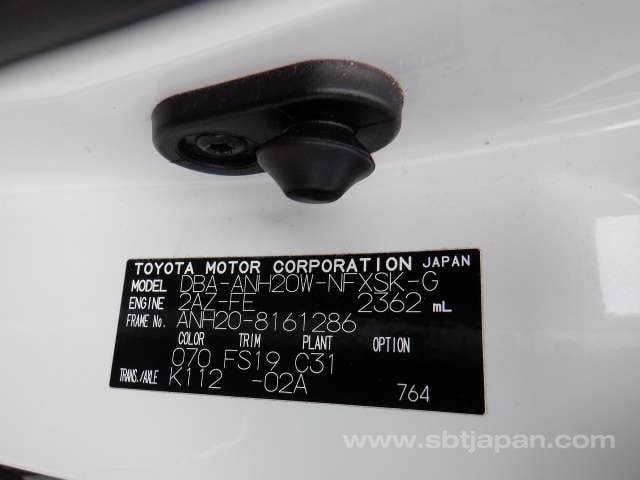 TOYOTA MOTOR CORPORATION JAPAN
MODEL DBA-ANH20W-NFXSK-G
ENGINE 2AZ-FE 2362 mL
FRAME No. ANH20-8161286
COLOR TRIM PLANT OPTION
070 FS19 C31
TRANS./AXLE K112 -02A
764
www.sbtjapan.com